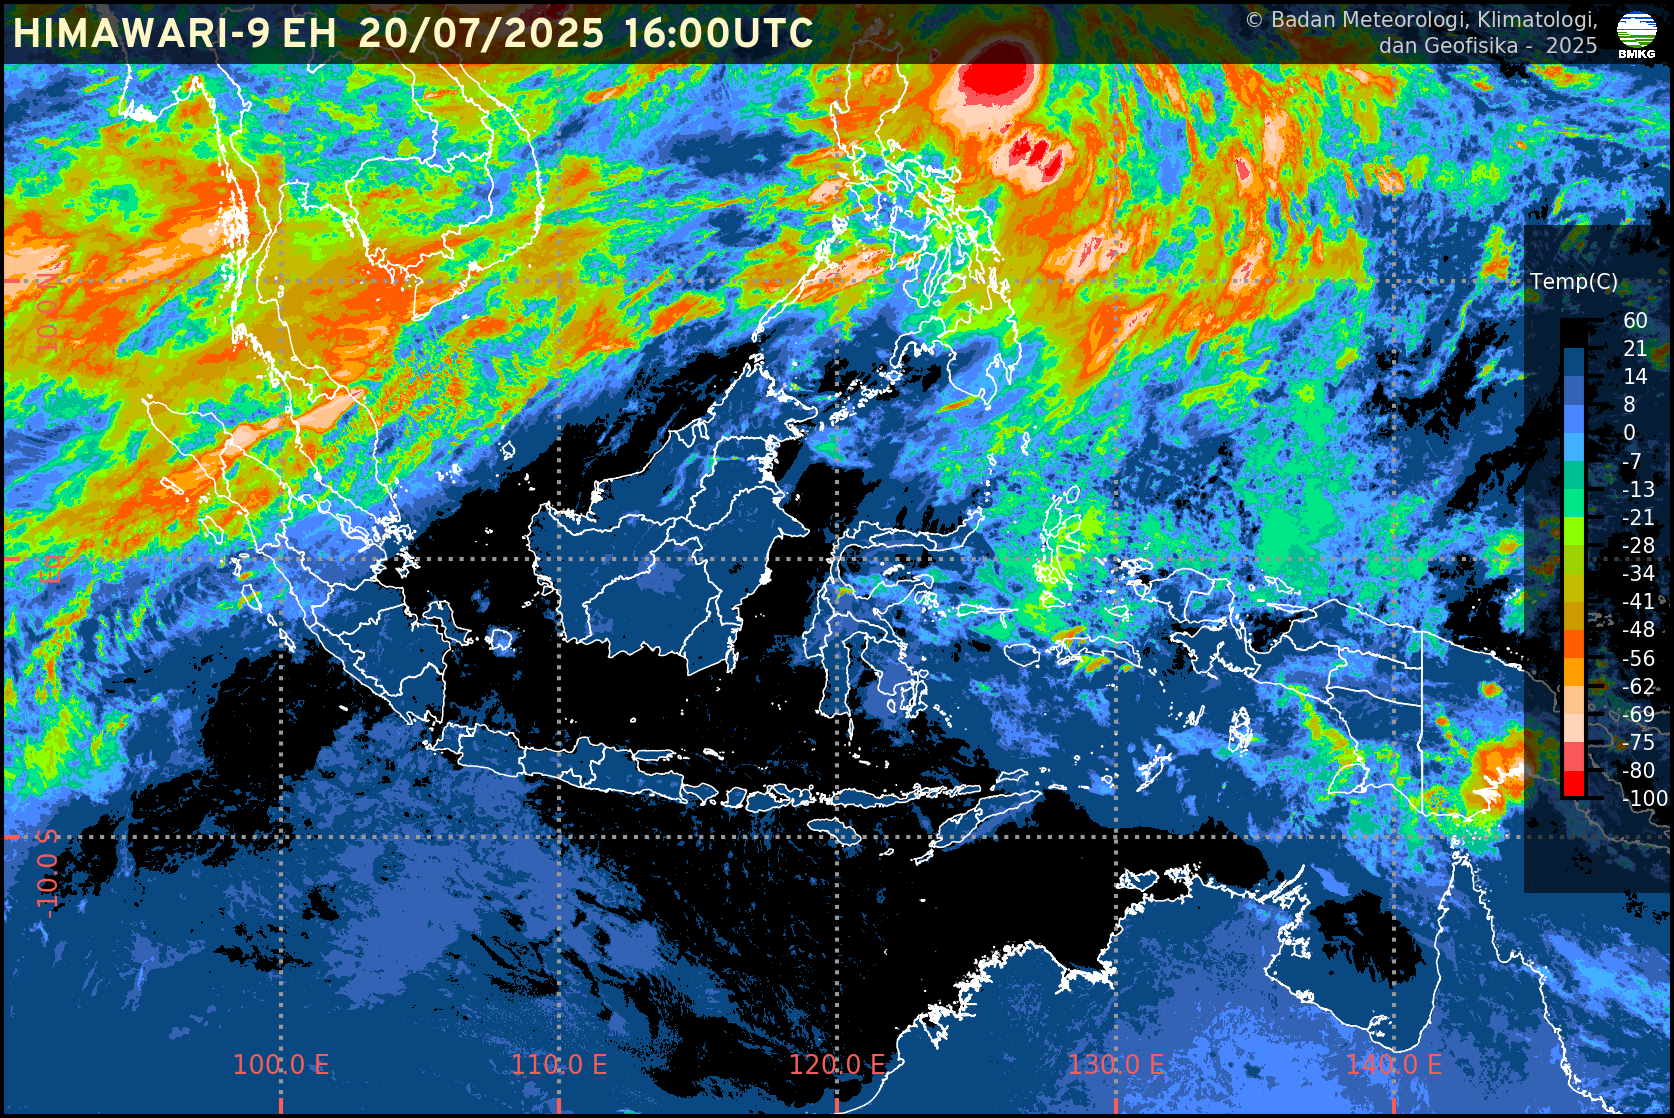 HIMAWARI-9 EH 20/07/2025 16:00UTC
© Badan Meteorologi, Klimatologi,
dan Geofisika - 2025
BMKG
Temp(C)
60
21
14
8
0
-7
-13
-21
-28
-34
-41
-48
-56
-62
-69
-75
-80
-100
10.0 N
EQ
-10.0 S
100.0 E
110.0 E
120.0 E
130.0 E
140.0 E